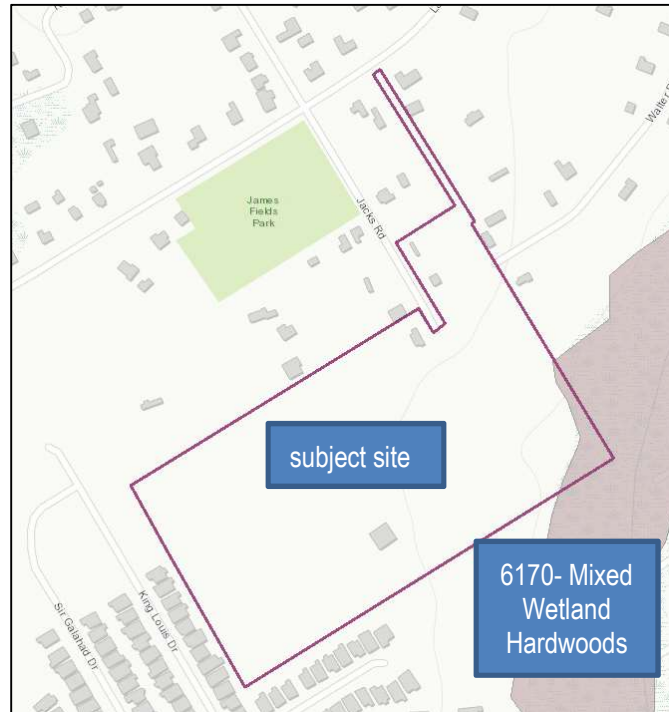 James
Fields
Park
Jacks Rd
subject site
6170- Mixed
Wetland
Hardwoods
King Louis Dr
Sir Galahad Dr